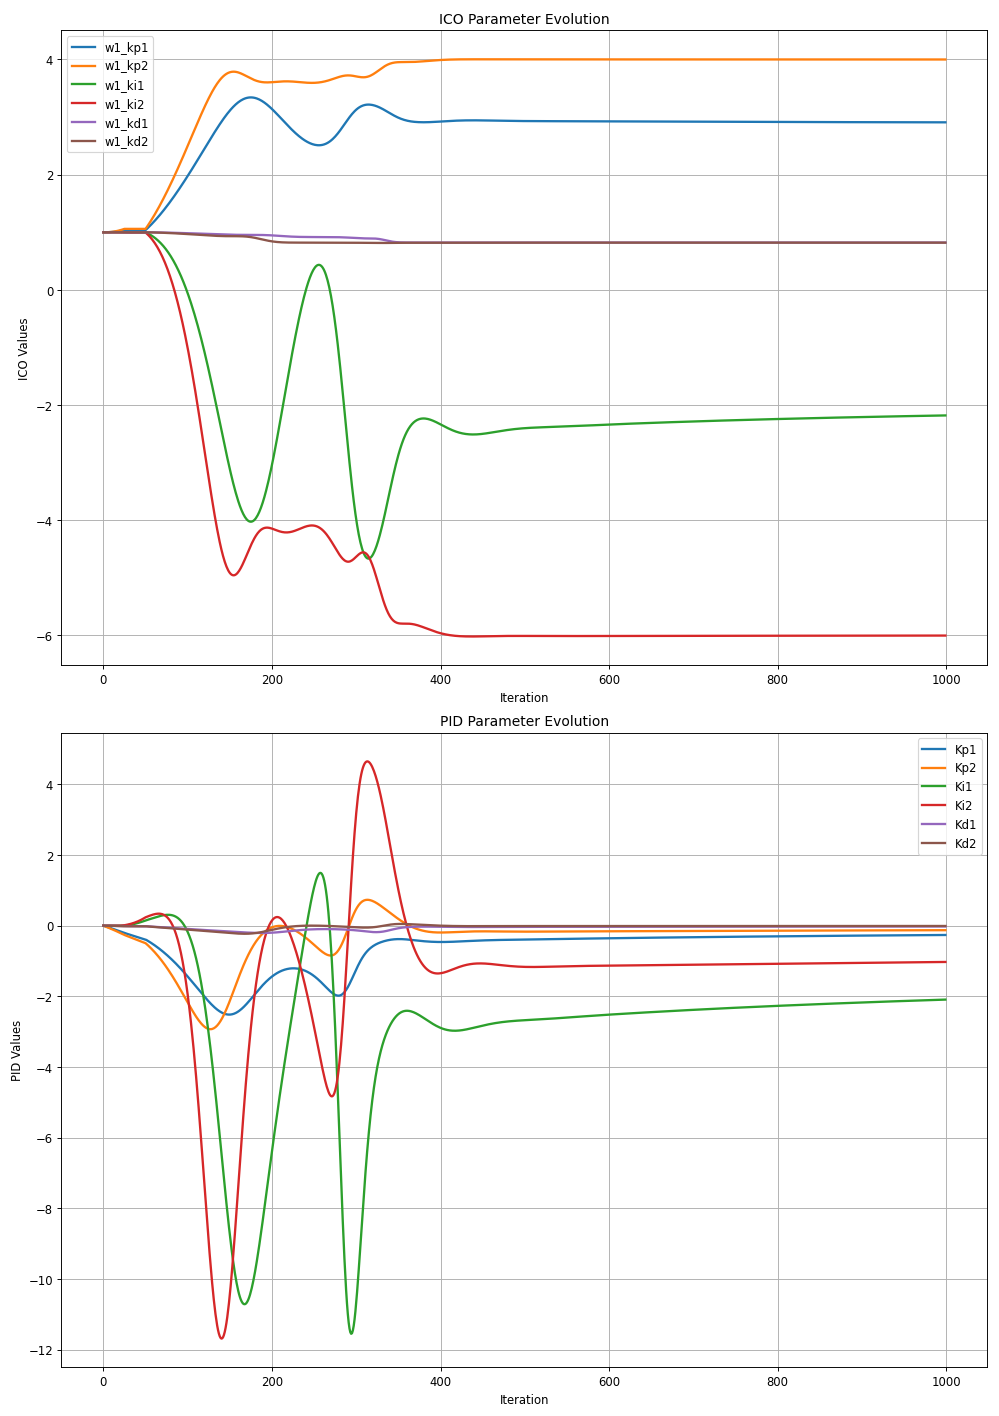 ICO Parameter Evolution
w1_kp1
w1_kp2
w1_ki1
w1_ki2
w1_kd1
w1_kd2
4
2
0
−2
−4
−6
ICO Values
0 200 400 600 800 1000
Iteration
PID Parameter Evolution
Kp1
Kp2
Ki1
Ki2
Kd1
Kd2
4
2
0
−2
−4
−6
−8
−10
−12
PID Values
0 200 400 600 800 1000
Iteration